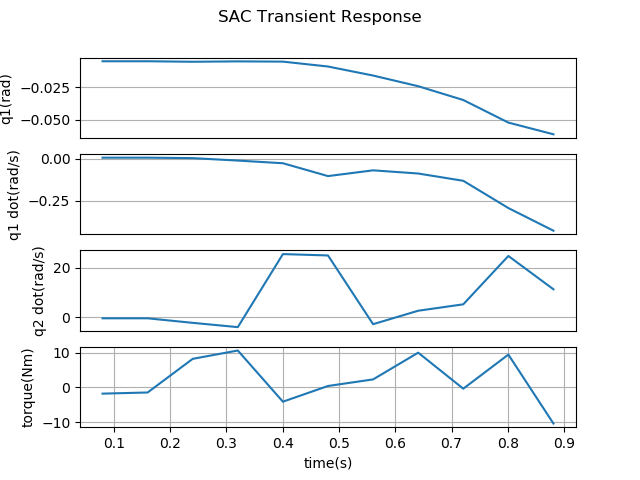 SAC Transient Response
q1(rad)
−0.025
−0.050
q1 dot(rad/s)
0.00
−0.25
q2 dot(rad/s)
20
0
torque(Nm)
10
0
−10
0.1 0.2 0.3 0.4 0.5 0.6 0.7 0.8 0.9
time(s)